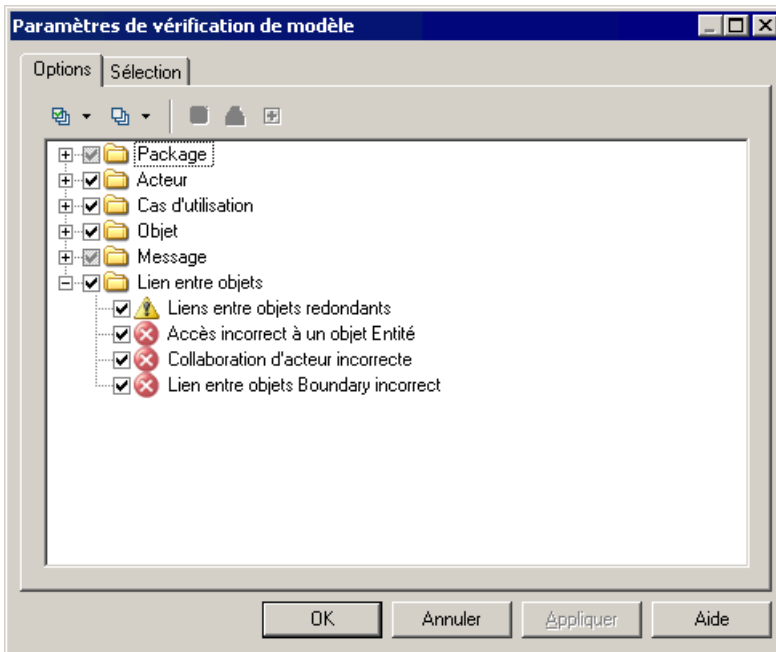 Paramètres de vérification de modèle
Options Sélection
Package
Acteur
Cas d'utilisation
Objet
Message
Lien entre objets
Liens entre objets redondants
Accès incorrect à un objet Entité
Collaboration d'acteur incorrecte
Lien entre objets Boundary incorrect
OK Annuler Appliquer Aide